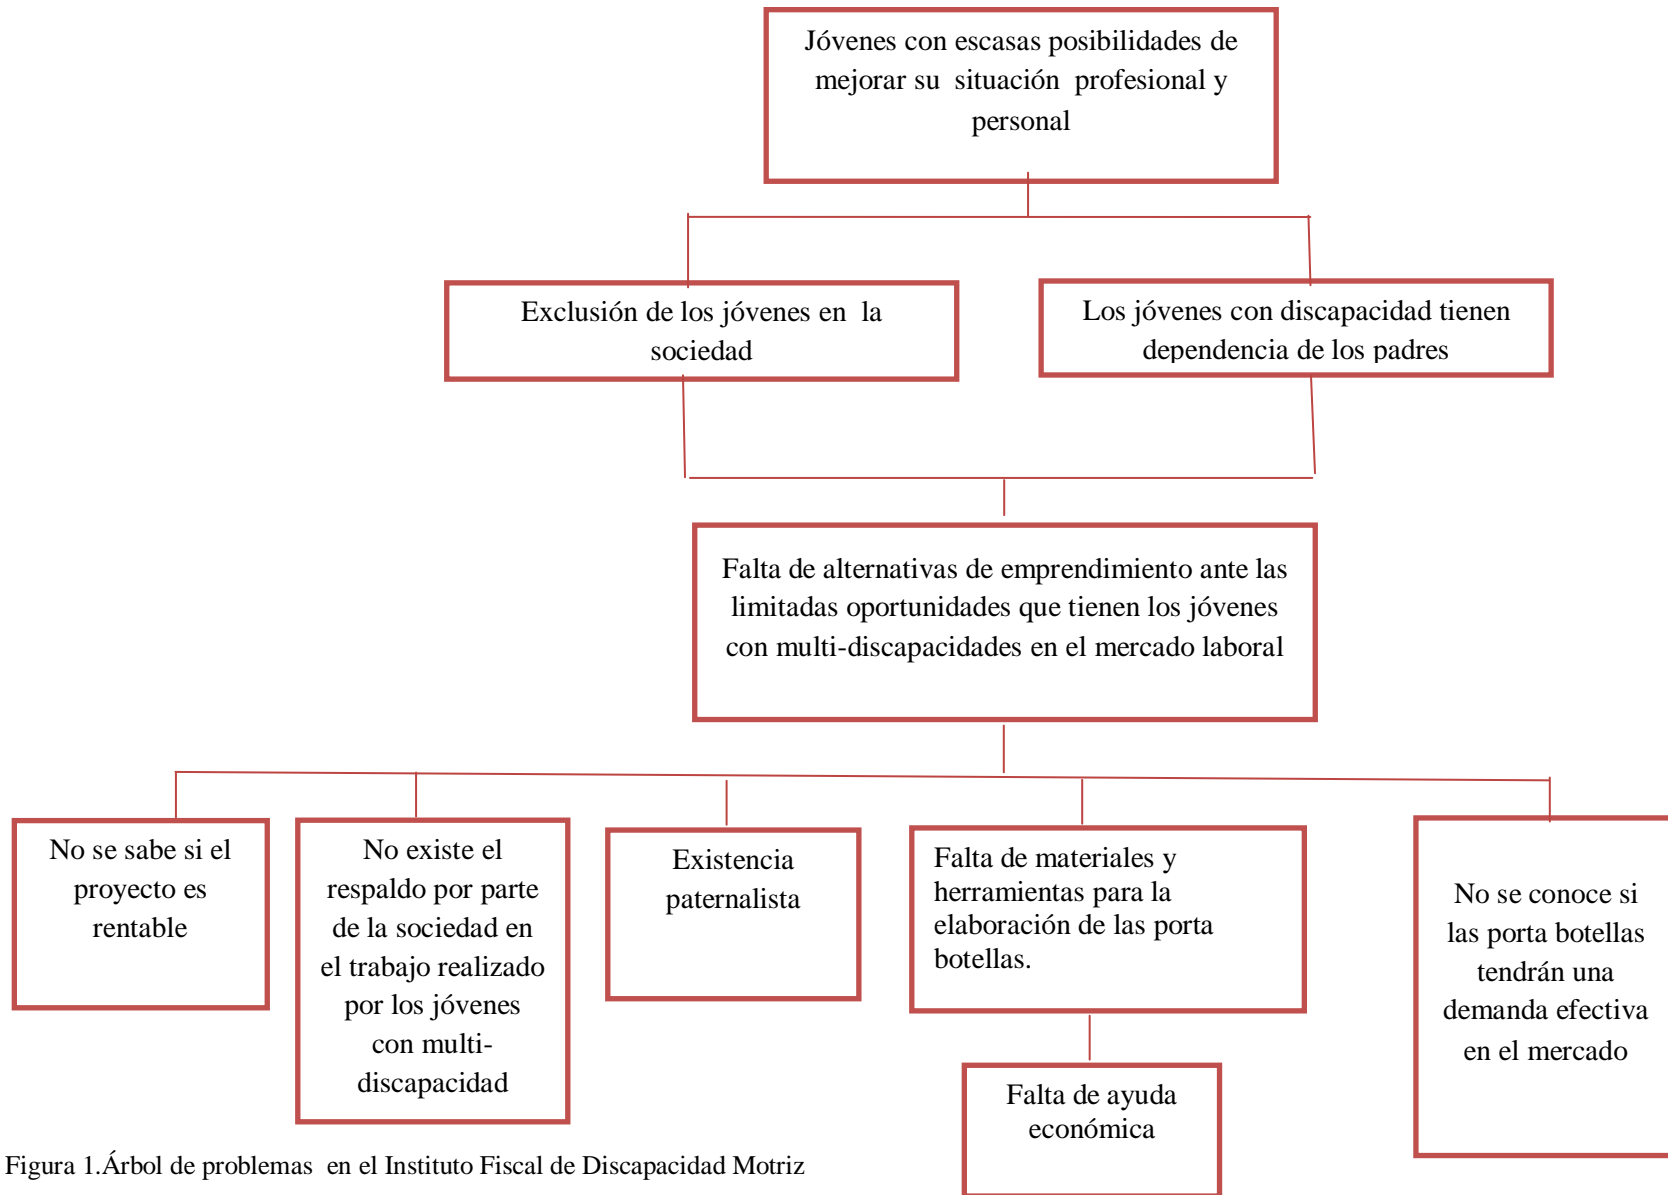 Jóvenes con escasas posibilidades de
mejorar su situación profesional y
personal
Exclusión de los jóvenes en la
sociedad
Los jóvenes con discapacidad tienen
dependencia de los padres
Falta de alternativas de emprendimiento ante las
limitadas oportunidades que tienen los jóvenes
con multi-discapacidades en el mercado laboral
No se sabe si el
proyecto es
rentable
No existe el
respaldo por parte
de la sociedad en
el trabajo realizado
por los jóvenes
con multi-
discapacidad
Existencia
paternalista
Falta de materiales y
herramientas para la
elaboración de las porta
botellas.
No se conoce si
las porta botellas
tendrán una
demanda efectiva
en el mercado
Falta de ayuda
económica
Figura 1.Árbol de problemas en el Instituto Fiscal de Discapacidad Motriz